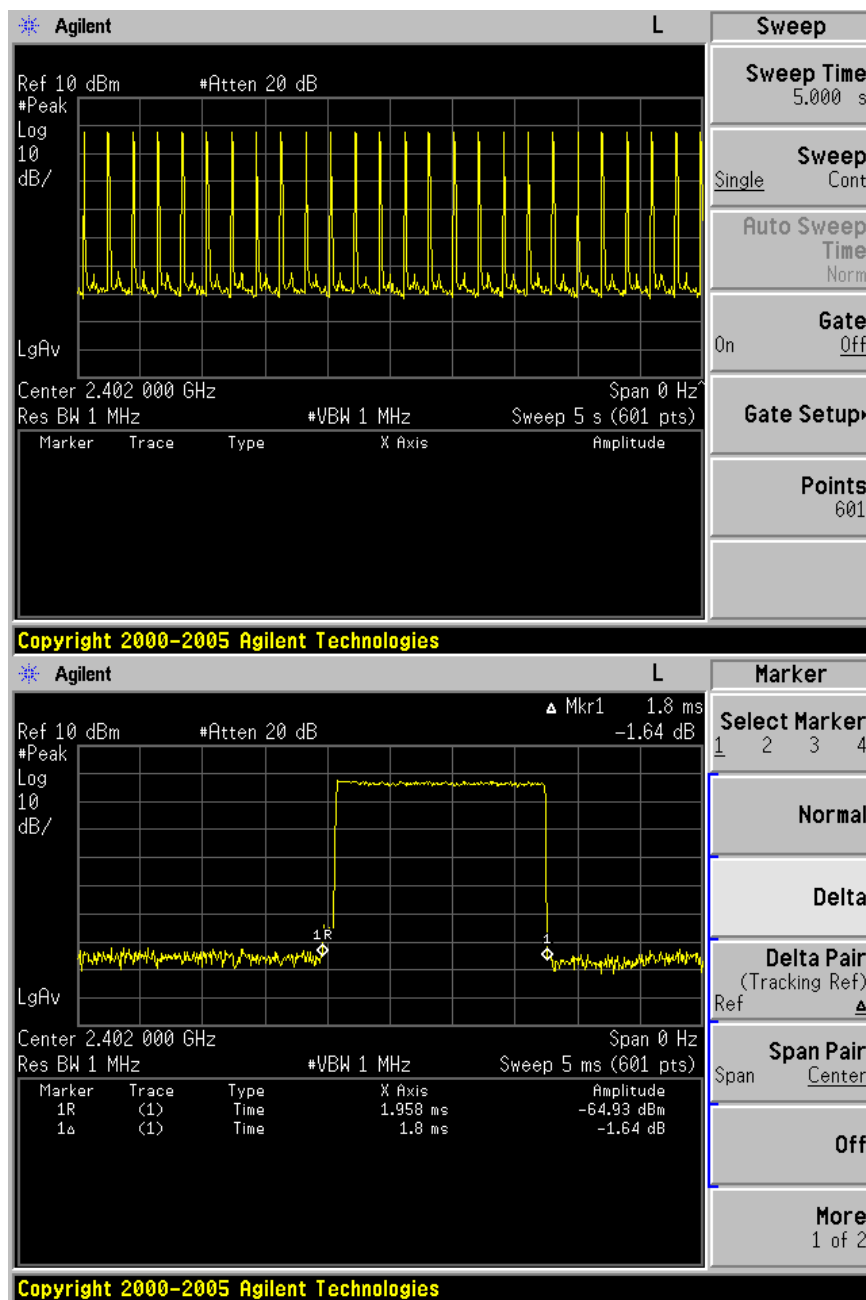 Agilent L Sweep
Ref 10 dBm #Atten 20 dB
#Peak
Log
10
dB/
LgAv
Center 2.402 000 GHz Span 0 Hz^
Res BW 1 MHz #VBW 1 MHz Sweep 5 s (601 pts)
Marker Trace Type X Axis Amplitude
Sweep Time
5.000 s
Sweep
Single Cont
Auto Sweep
Time
Norm
Gate
On Off
Gate Setup
Points
601
Copyright 2000-2005 Agilent Technologies
Agilent L Marker
Δ Mkr1 1.8 ms
Ref 10 dBm #Atten 20 dB -1.64 dB
#Peak
Log
10
dB/
1R
1
LgAv
Center 2.402 000 GHz Span 0 Hz
Res BW 1 MHz #VBW 1 MHz Sweep 5 ms (601 pts)
Marker Trace Type X Axis Amplitude
1R (1) Time 1.958 ms -64.93 dBm
1Δ (1) Time 1.8 ms -1.64 dB
Select Marker
1 2 3 4
Normal
Delta
Delta Pair
(Tracking Ref)
Ref Δ
Span Pair
Span Center
Off
More
1 of 2
Copyright 2000-2005 Agilent Technologies